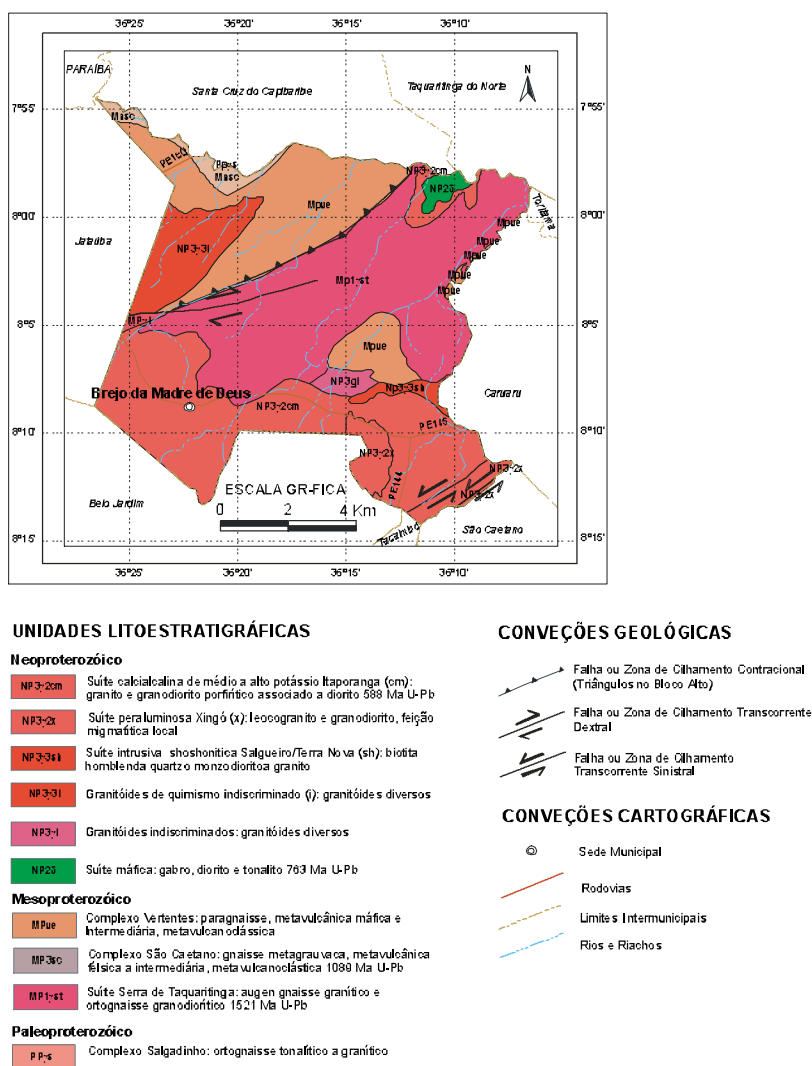 36°25' 36°20' 36°15' 36°10'
PARAÍBA
Santa Cruz do Capibaribe
Taquaritinga do Norte
N
7°55' 7°55'
Masc
PE160
PP~s
Masc
NP3~2cm
NP2δ
Mpue
8°00' 8°00'
Toritama
Jataúba
NP3~3i
Mpue
Mpue
Mpue
Mpue
Mp1~st
MP~i
8°5' 8°5'
Mpue
Brejo da Madre de Deus
NP3gi
Np3~3sh
Caruaru
NP3~2cm
PE145
8°10' 8°10'
NP3~2x
NP3~2x
PE144
NP3~2x
Belo Jardim
ESCALA GR-FICA
0 2 4 Km
Tacaimbó
São Caetano
8°15' 8°15'
36°25' 36°20' 36°15' 36°10'
UNIDADES LITOESTRATIGRÁFICAS
Neoproterozóico
NP3~2cm Suíte calcialcalina de médio a alto potássio Itaporanga (cm):
granito e granodiorito porfirítico associado a diorito 588 Ma U-Pb
NP3~2x Suíte peraluminosa Xingó (x): leocogranito e granodiorito, feição
migmatítica local
NP3~3sh Suíte intrusiva shoshonitica Salgueiro/Terra Nova (sh): biotita
hornblenda quartzo monzodioritoa granito
NP3~3i Granitóides de quimismo indiscriminado (i): granitóides diversos
NP3~i Granitóides indiscriminados: granitóides diversos
NP2δ Suíte máfica: gabro, diorito e tonalito 763 Ma U-Pb
Mesoproterozóico
MPue Complexo Vertentes: paragnaisse, metavulcânica máfica e
Intermediária, metavulcanoclássica
MP3sc Complexo São Caetano: gnaisse metagrauvaca, metavulcânica
félsica a intermediária, metavulcanoclástica 1089 Ma U-Pb
MP1~st Suíte Serra de Taquaritinga: augen gnaisse granítico e
ortognaisse granodiorítico 1521 Ma U-Pb
Paleoproterozóico
PP~s Complexo Salgadinho: ortognaisse tonalítico a granítico
CONVEÇÕES GEOLÓGICAS
Falha ou Zona de Cilhamento Contracional
(Triângulos no Bloco Alto)
Falha ou Zona de Cilhamento Transcorrente
Dextral
Falha ou Zona de Cilhamento
Transcorrente Sinistral
CONVEÇÕES CARTOGRÁFICAS
Sede Municipal
Rodovias
Limites Intermunicipais
Rios e Riachos